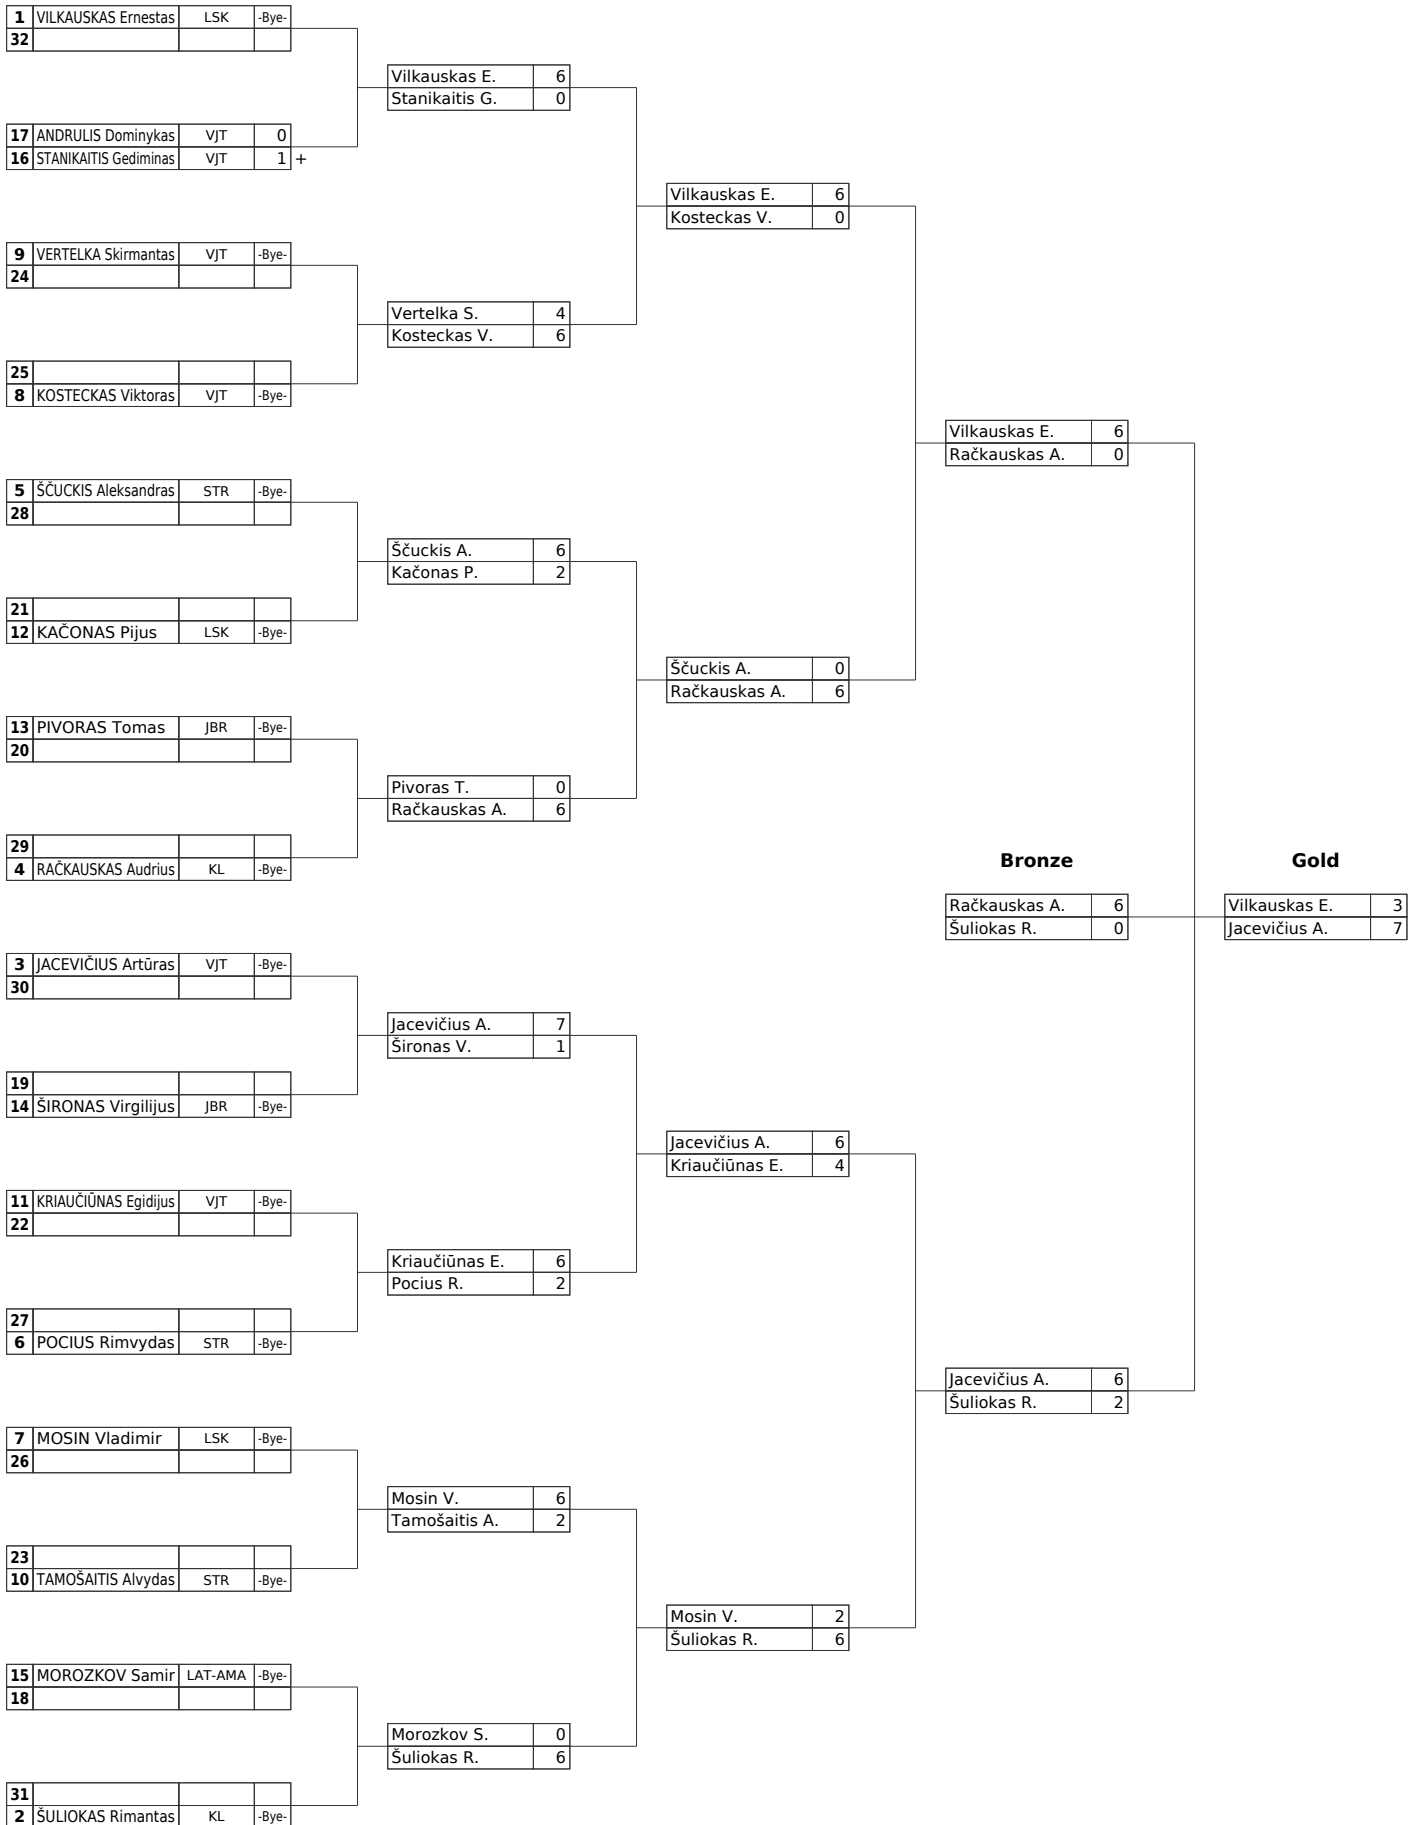 1 VILKAUSKAS Ernestas LSK -Bye-
32
Vilkauskas E. 6
Stanikaitis G. 0
17 ANDRULIS Dominykas VJT 0
16 STANIKAITIS Gediminas VJT 1 +
Vilkauskas E. 6
Kosteckas V. 0
9 VERTELKA Skirmantas VJT -Bye-
24
Vertelka S. 4
Kosteckas V. 6
25
8 KOSTECKAS Viktoras VJT -Bye-
Vilkauskas E. 6
Račkauskas A. 0
5 ŠČUCKIS Aleksandras STR -Bye-
28
Ščuckis A. 6
Kačonas P. 2
21
12 KAČONAS Pijus LSK -Bye-
Ščuckis A. 0
Račkauskas A. 6
13 PIVORAS Tomas JBR -Bye-
20
Pivoras T. 0
Račkauskas A. 6
29
4 RAČKAUSKAS Audrius KL -Bye-
Bronze Gold
Račkauskas A. 6 Vilkauskas E. 3
Šuliokas R. 0 Jacevičius A. 7
3 JACEVIČIUS Artūras VJT -Bye-
30
Jacevičius A. 7
Šironas V. 1
19
14 ŠIRONAS Virgilijus JBR -Bye-
Jacevičius A. 6
Kriaučiūnas E. 4
11 KRIAUČIŪNAS Egidijus VJT -Bye-
22
Kriaučiūnas E. 6
Pocius R. 2
27
6 POCIUS Rimvydas STR -Bye-
Jacevičius A. 6
Šuliokas R. 2
7 MOSIN Vladimir LSK -Bye-
26
Mosin V. 6
Tamošaitis A. 2
23
10 TAMOŠAITIS Alvydas STR -Bye-
Mosin V. 2
Šuliokas R. 6
15 MOROZKOV Samir LAT-AMA -Bye-
18
Morozkov S. 0
Šuliokas R. 6
31
2 ŠULIOKAS Rimantas KL -Bye-